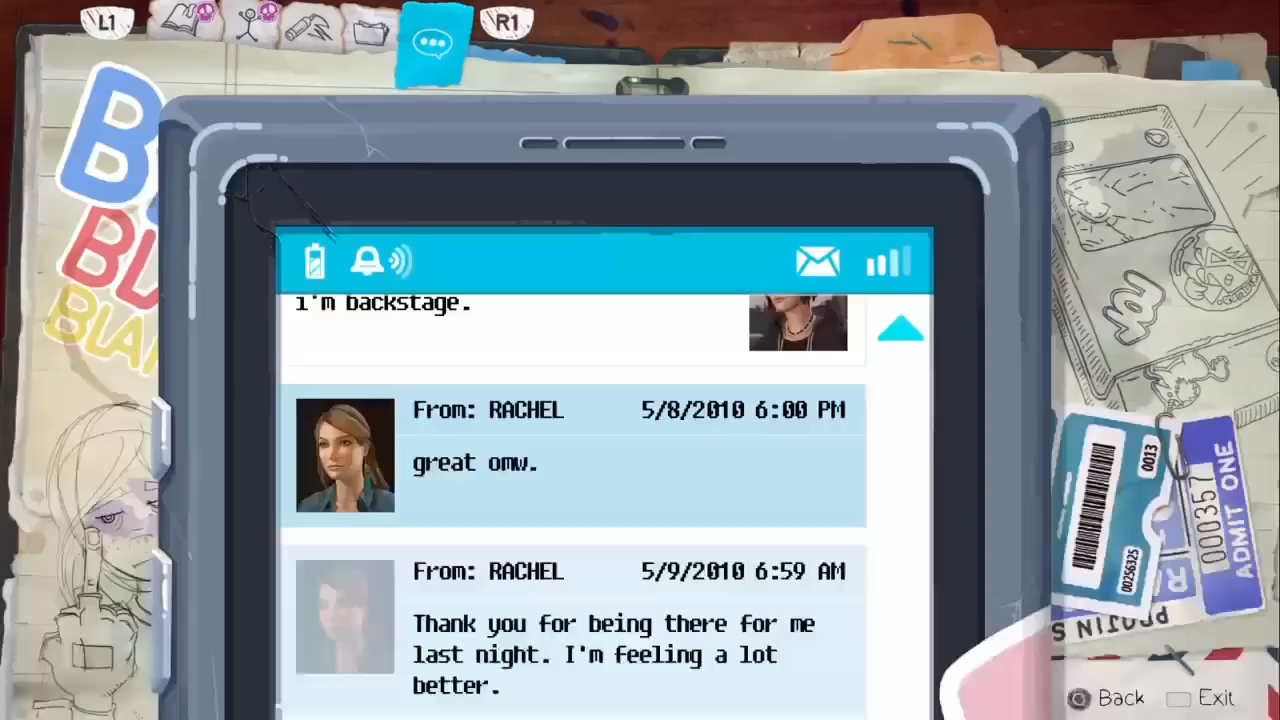 L1
R1
i'm backstage.
From: RACHEL 5/8/2010 6:00 PM
great omw.
From: RACHEL 5/9/2010 6:59 AM
Thank you for being there for me
last night. I'm feeling a lot
better.
0013
00256325
000357
ADMIT ONE
Back
Exit